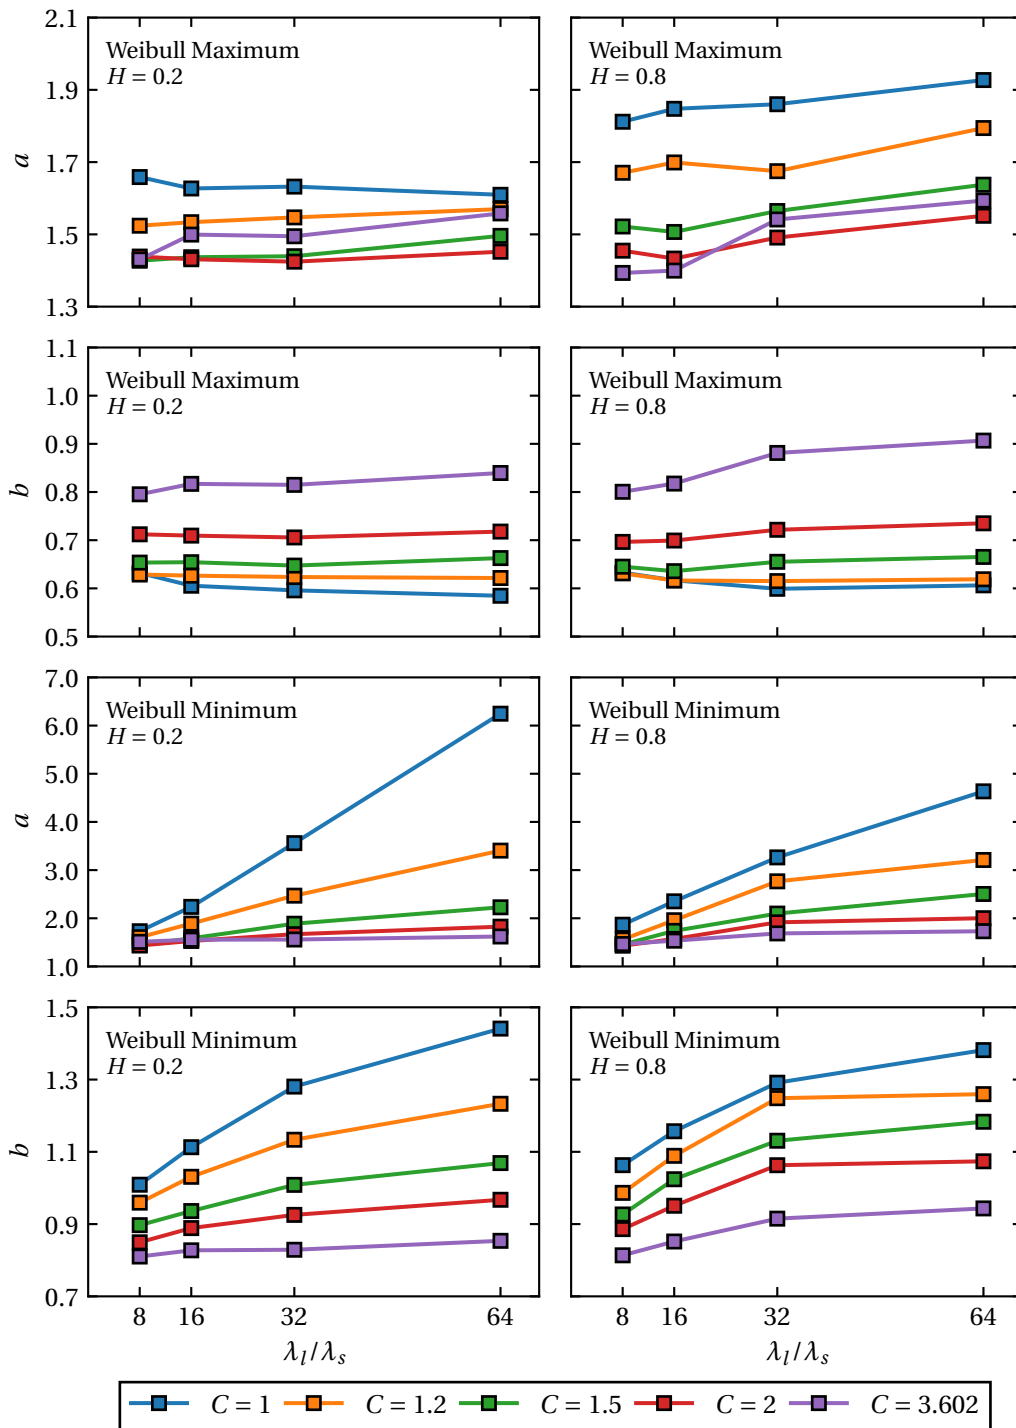 2.1
1.9
1.7
1.5
1.3
a
Weibull Maximum
H = 0.2
Weibull Maximum
H = 0.8
1.1
1.0
0.9
0.8
0.7
0.6
0.5
b
Weibull Maximum
H = 0.2
Weibull Maximum
H = 0.8
7.0
6.0
5.0
4.0
3.0
2.0
1.0
a
Weibull Minimum
H = 0.2
Weibull Minimum
H = 0.8
1.5
1.3
1.1
0.9
0.7
b
Weibull Minimum
H = 0.2
Weibull Minimum
H = 0.8
8 16 32 64
8 16 32 64
λ_l/λ_s
λ_l/λ_s
C = 1 C = 1.2 C = 1.5 C = 2 C = 3.602